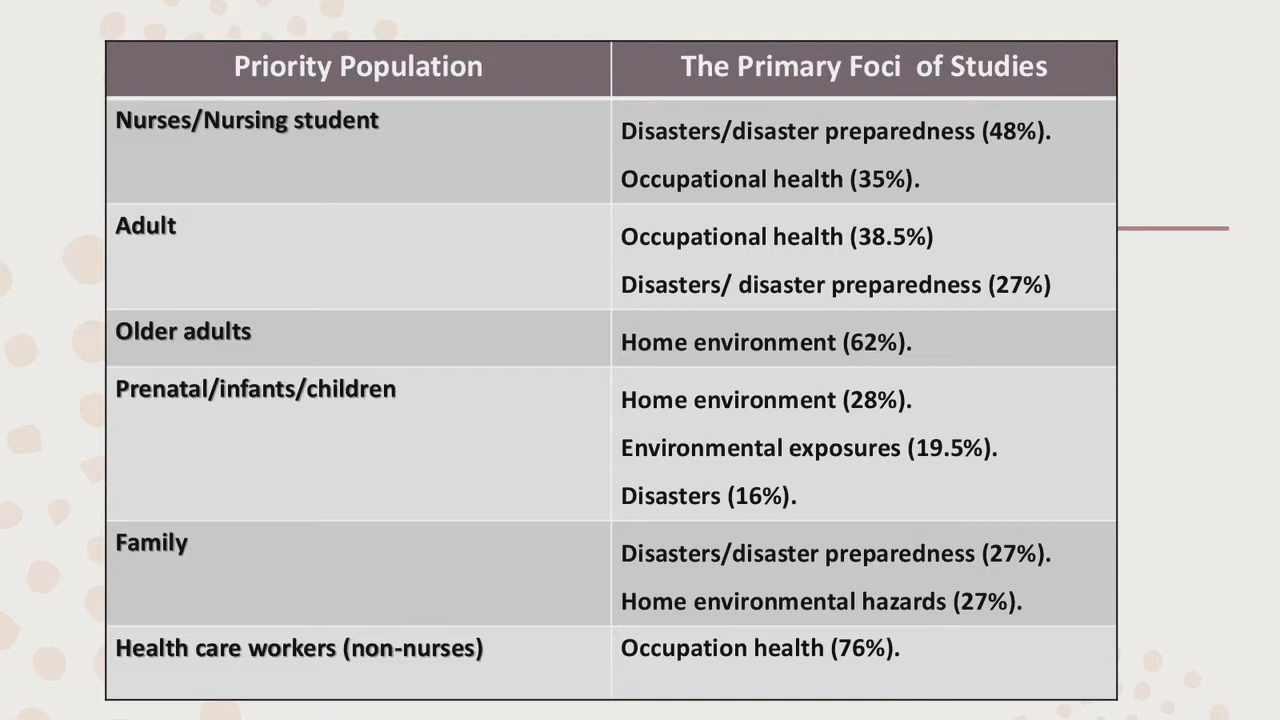 Priority Population
The Primary Foci  of Studies
Nurses/Nursing student
Disasters/disaster preparedness (48%).
Occupational health (35%).
Adult
Occupational health (38.5%)
Disasters/ disaster preparedness (27%)
Older adults
Home environment (62%).
Prenatal/infants/children
Home environment (28%).
Environmental exposures (19.5%).
Disasters (16%).
Family
Disasters/disaster preparedness (27%).
Home environmental hazards (27%).
Health care workers (non-nurses)
Occupation health (76%).